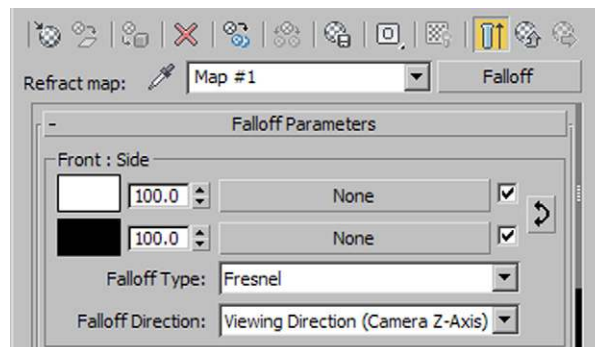 Refract map: Map #1 Falloff
- Falloff Parameters
Front : Side
100.0 None
100.0 None
Falloff Type: Fresnel
Falloff Direction: Viewing Direction (Camera Z-Axis)